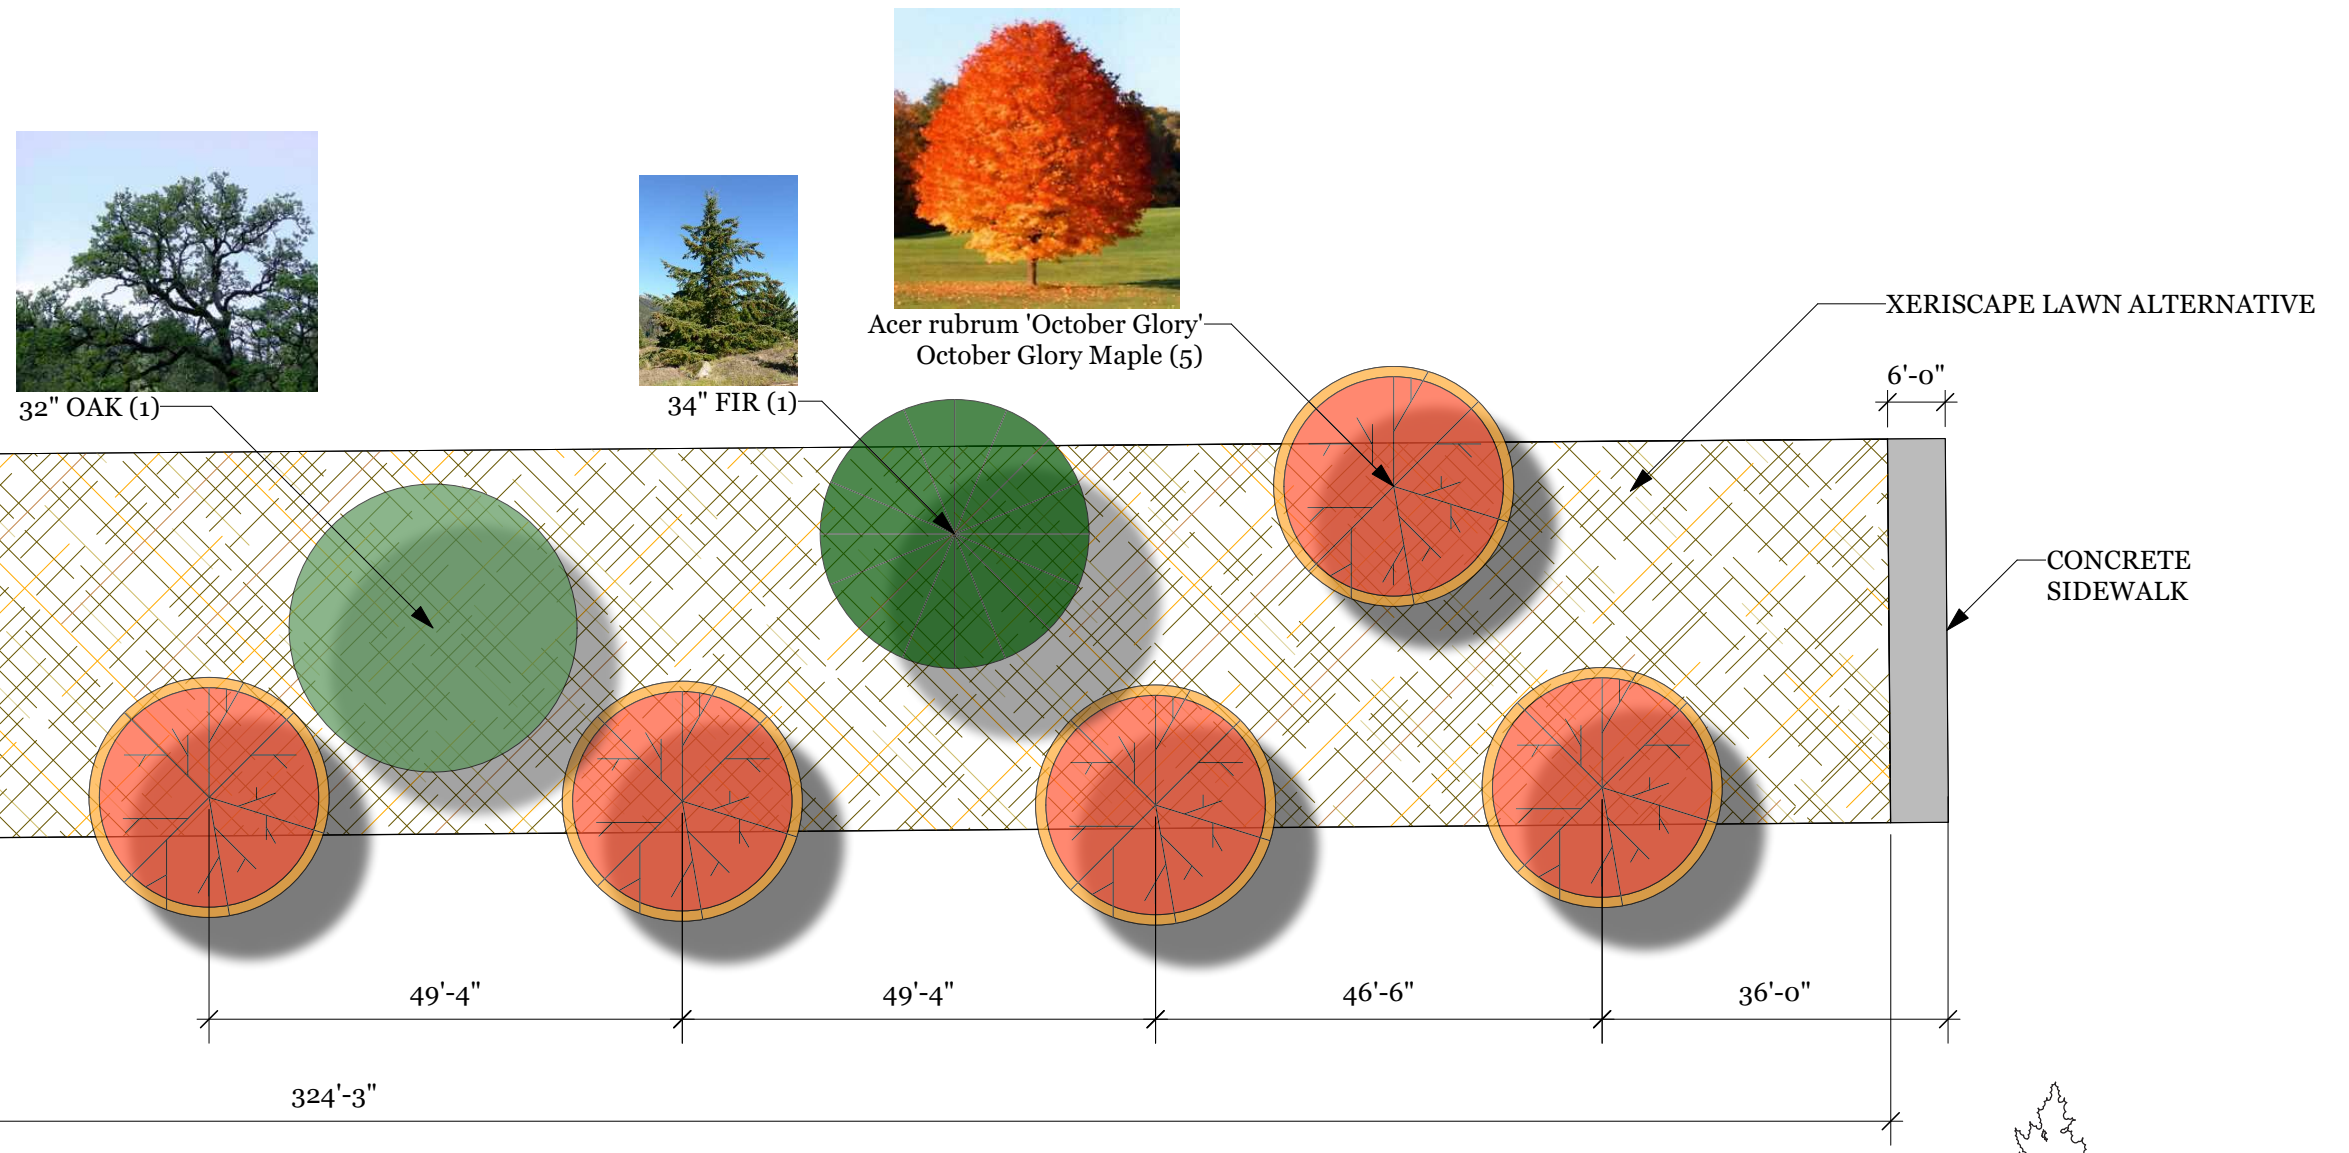 Acer rubrum 'October Glory'
October Glory Maple (5)
XERISCAPE LAWN ALTERNATIVE
6'-0"
32" OAK (1)
34" FIR (1)
CONCRETE
SIDEWALK
49'-4"
49'-4"
46'-6"
36'-0"
324'-3"